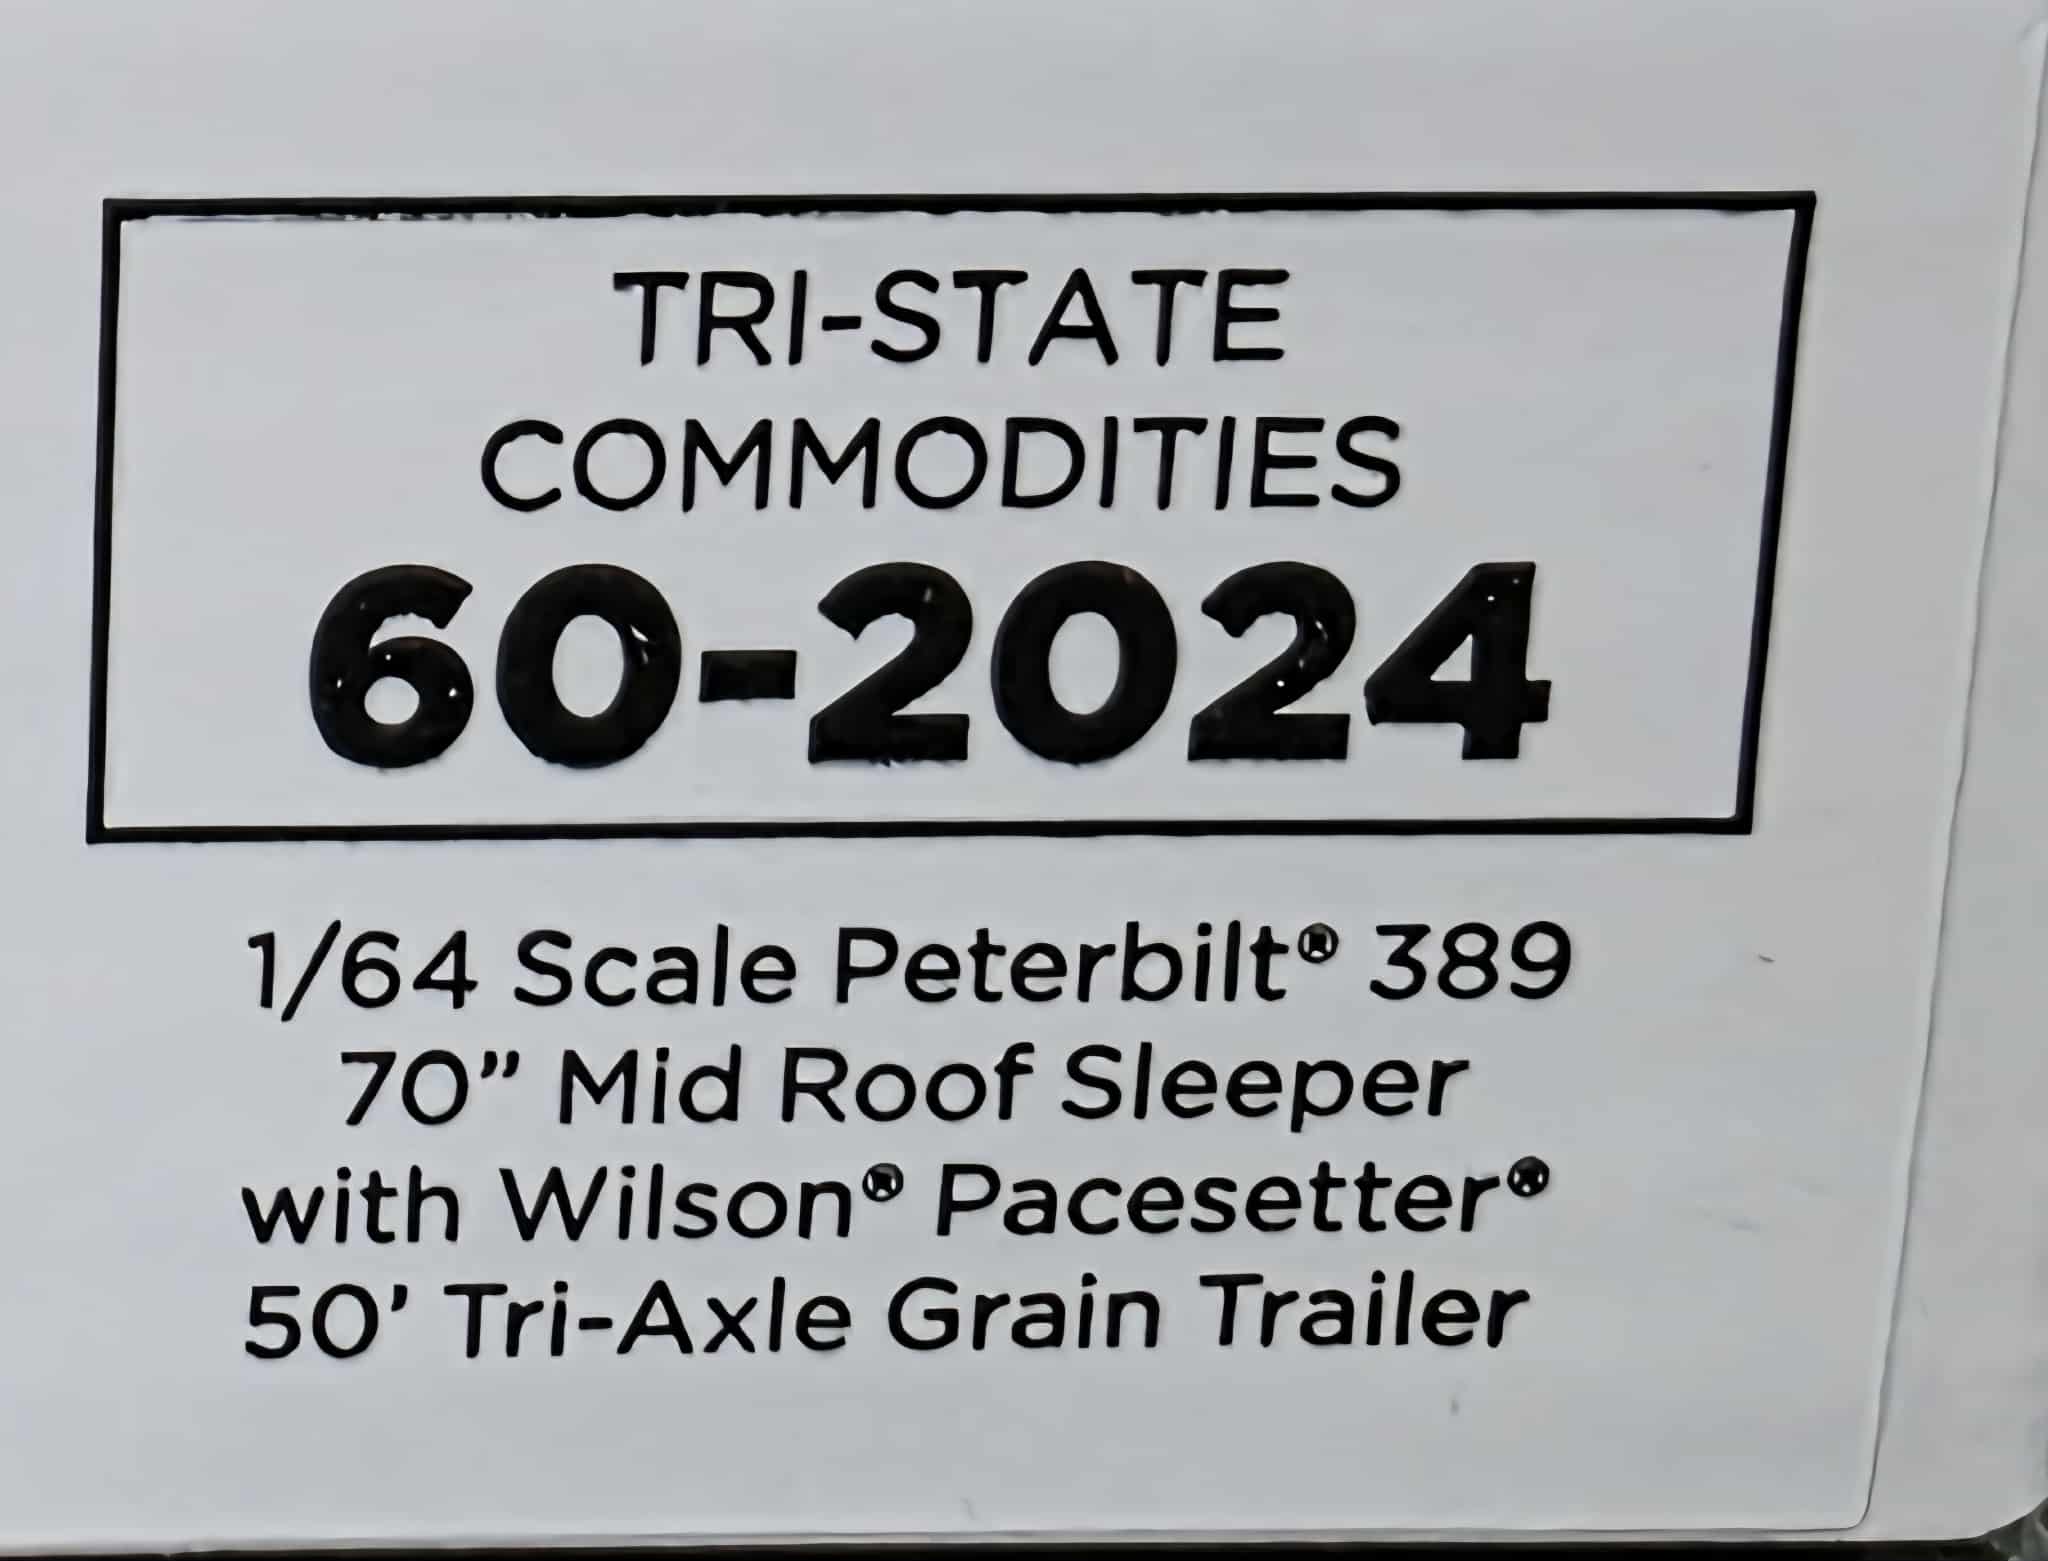 TRI-STATE
COMMODITIES
60-2024
1/64 Scale Peterbilt® 389
70” Mid Roof Sleeper
with Wilson® Pacesetter®
50’ Tri-Axle Grain Trailer